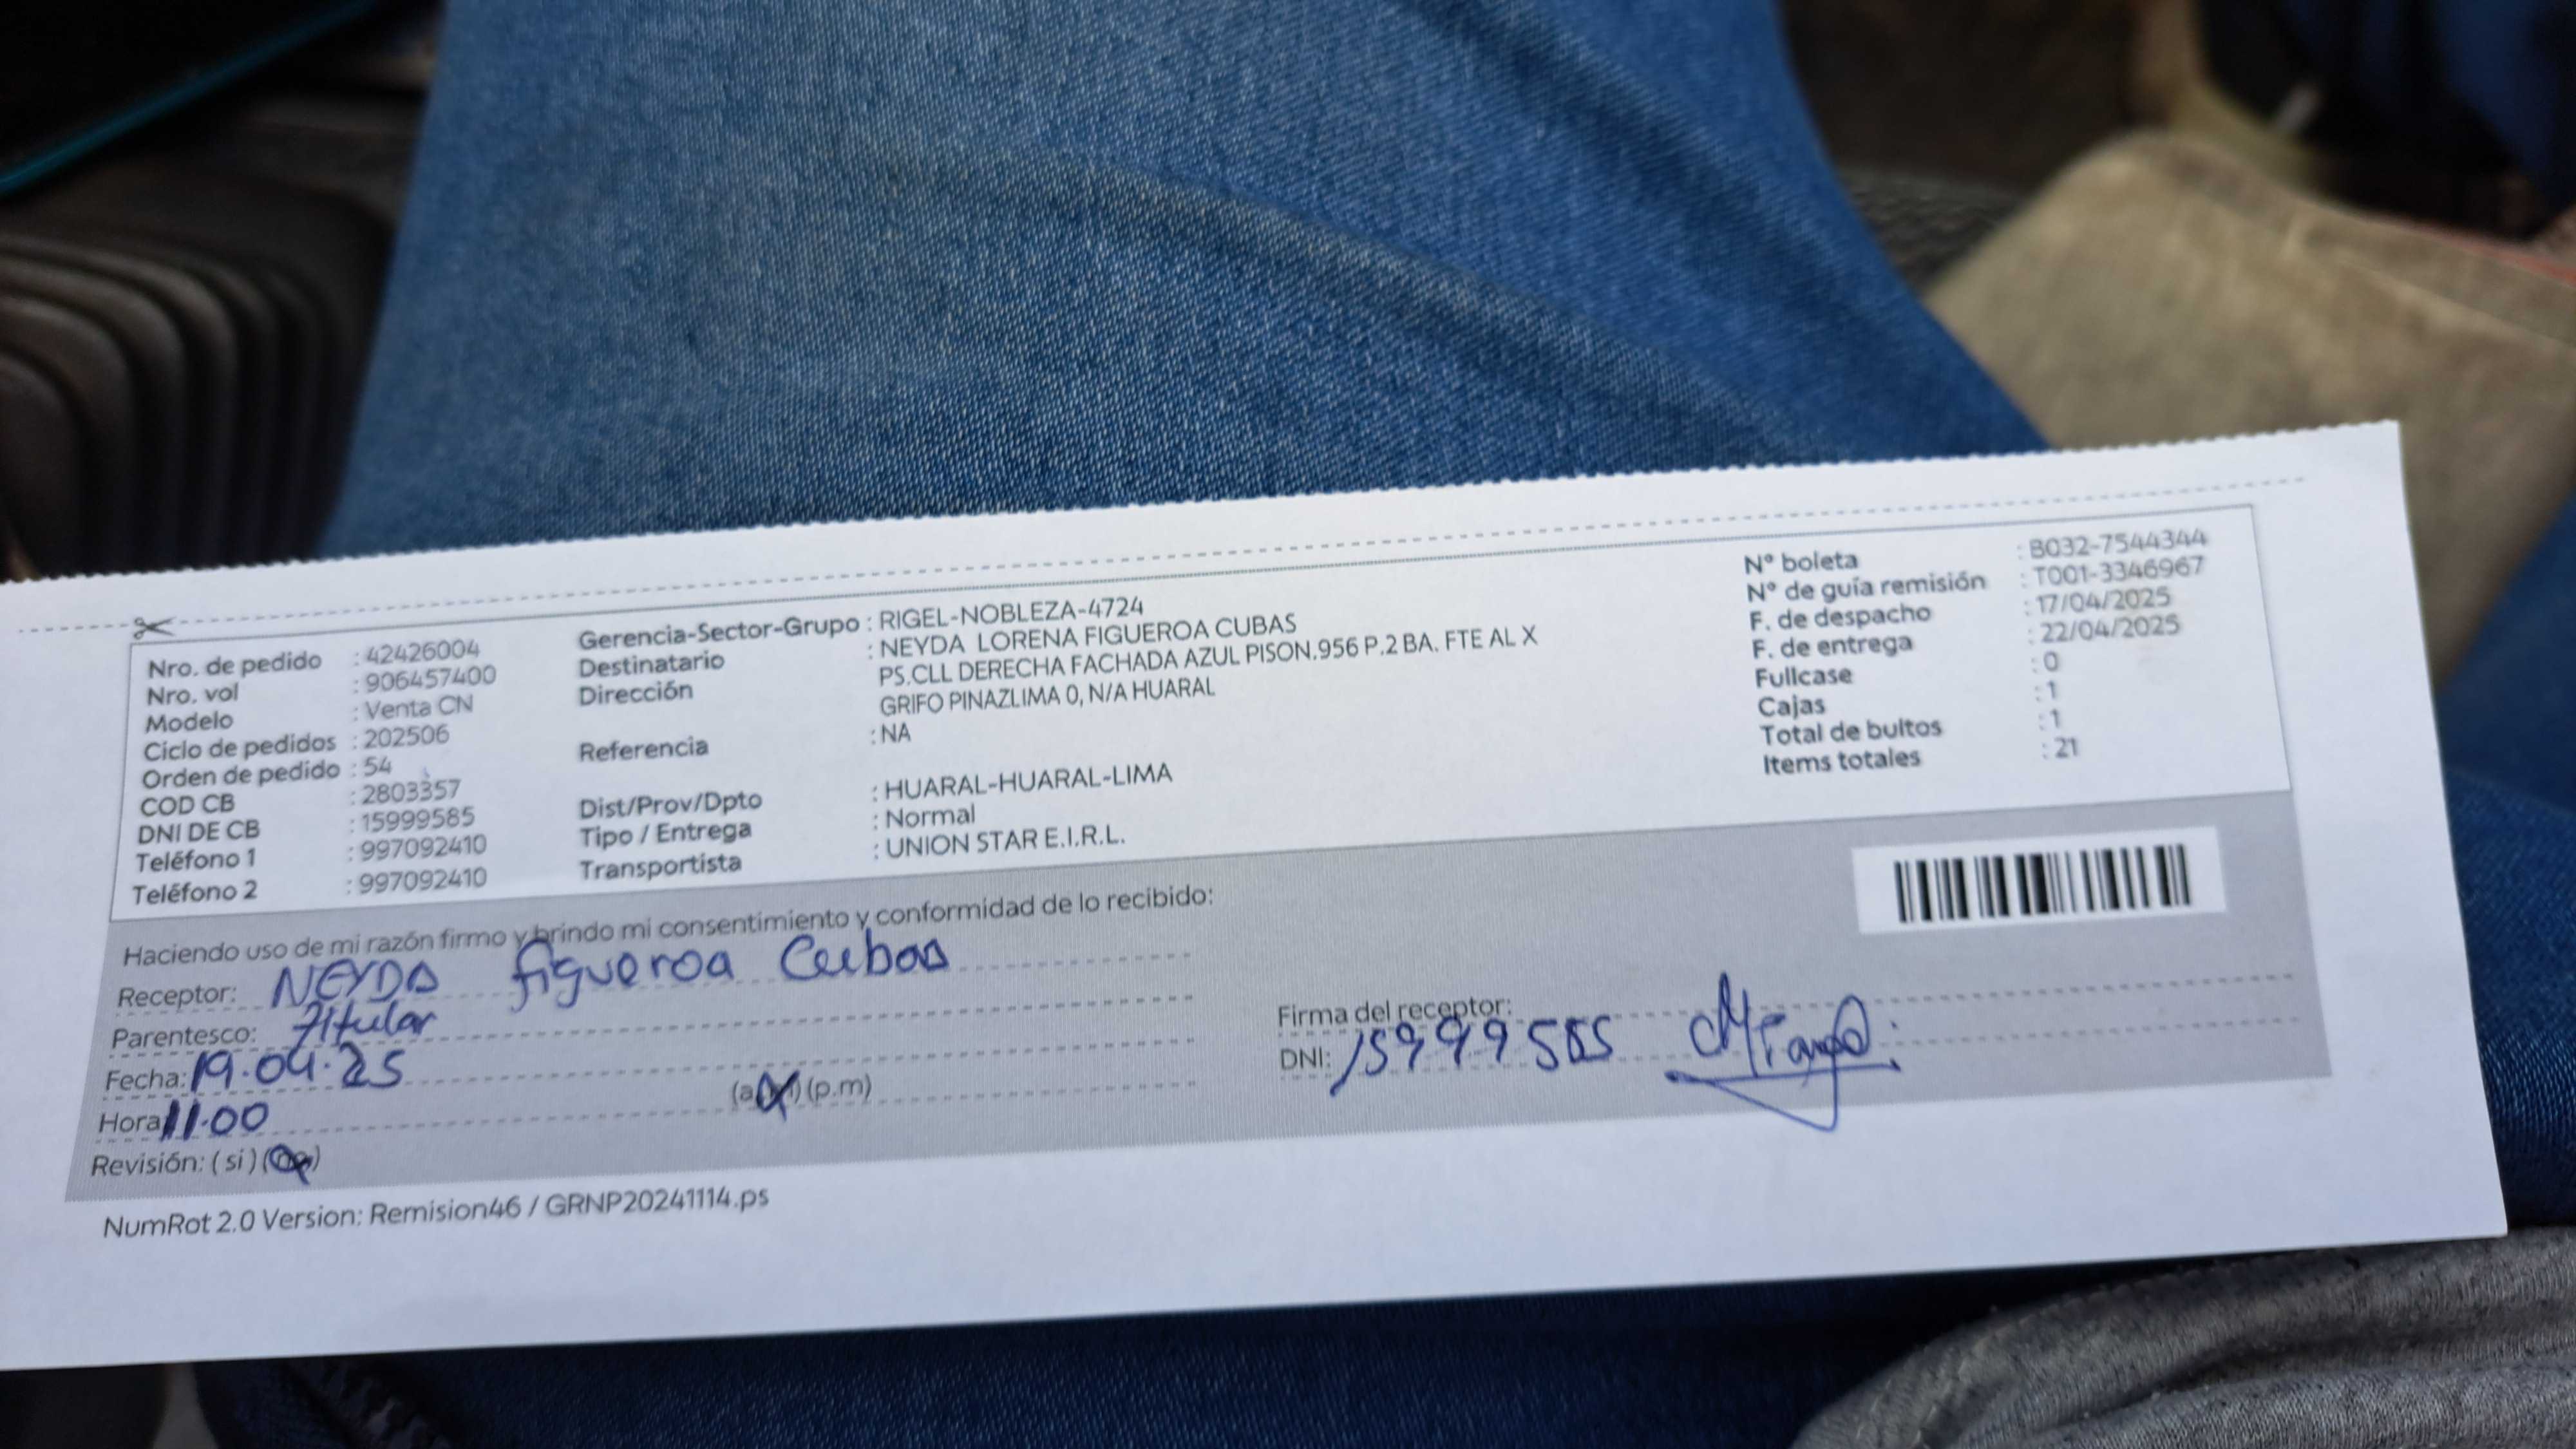 Nro. de pedido : 42426004
Nro. vol : 906457400
Modelo : Venta CN
Ciclo de pedidos : 202506
Orden de pedido : 54
COD CB : 2803357
DNI DE CB : 15999585
Teléfono 1 : 997092410
Teléfono 2 : 997092410
Gerencia-Sector-Grupo : RIGEL-NOBLEZA-4724
Destinatario : NEYDA LORENA FIGUEROA CUBAS
Dirección PS.CLL DERECHA FACHADA AZUL PISON.956 P.2 BA. FTE AL X
GRIFO PINAZLIMA 0, N/A HUARAL
Referencia : NA
Dist/Prov/Dpto : HUARAL-HUARAL-LIMA
Tipo / Entrega : Normal
Transportista : UNION STAR E.I.R.L.
N° boleta : B032-7544344
N° de guía remisión : T001-3346967
F. de despacho : 17/04/2025
F. de entrega : 22/04/2025
Fullcase : 0
Cajas : 1
Total de bultos : 1
Items totales : 21
Haciendo uso de mi razón firmo y brindo mi consentimiento y conformidad de lo recibido:
Receptor: NEYDA figueroa Cubas
Parentesco: Titular
Fecha: 19.04.25
Hora 11.00 (a.m) (p.m)
Revisión: (si) (no)
Firma del receptor:
DNI: 15999585
NumRot 2.0 Version: Remision46 / GRNP20241114.ps